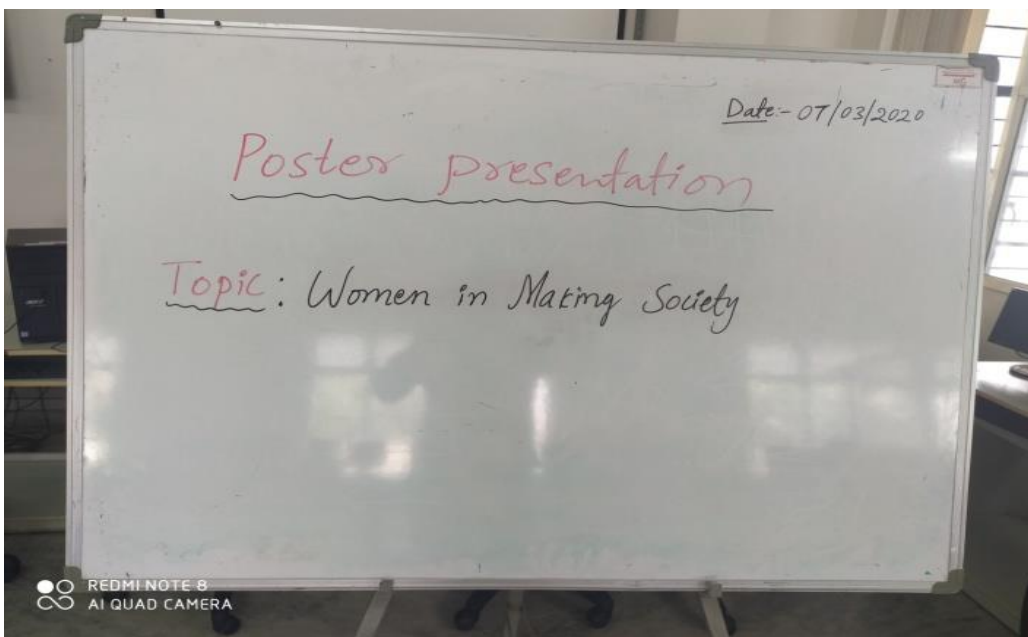 Date:- 07/03/2020
Poster presentation
Topic: Women in Making Society
REDMI NOTE 8
AI QUAD CAMERA